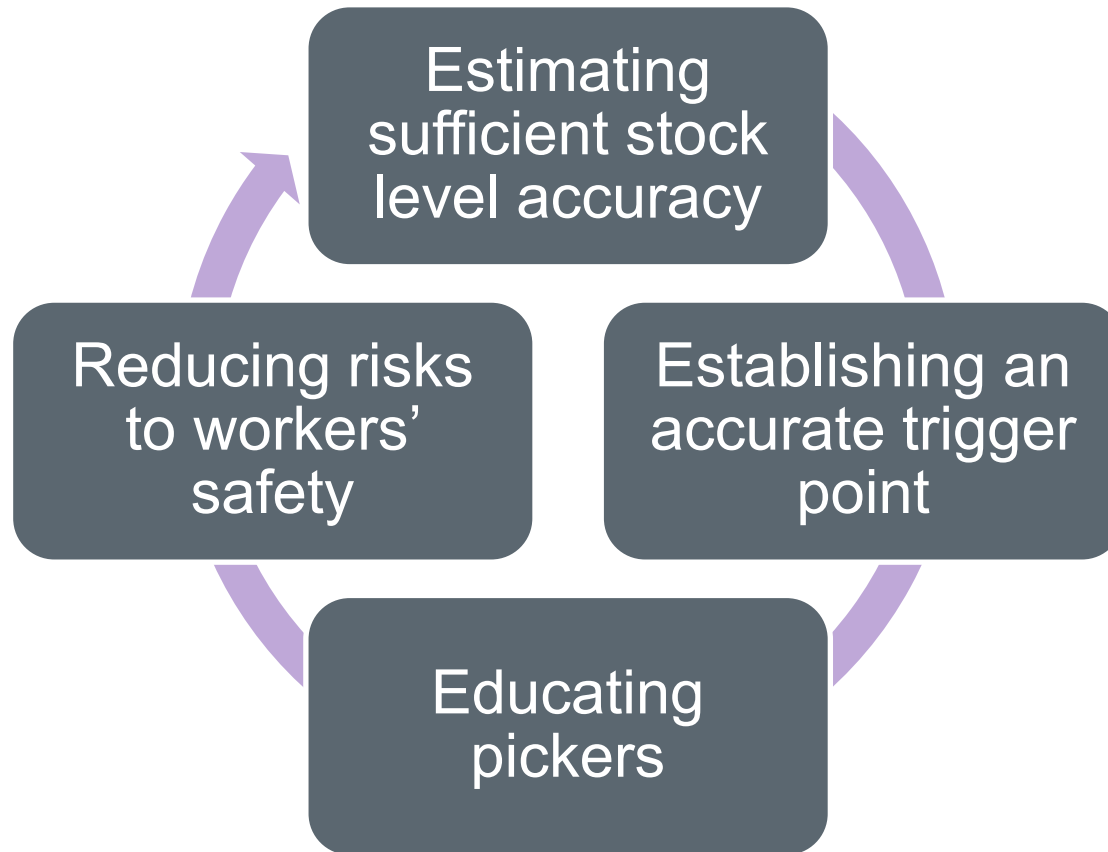 Estimating
sufficient stock
level accuracy
Establishing an
accurate trigger
point
Educating
pickers
Reducing risks
to workers’
safety